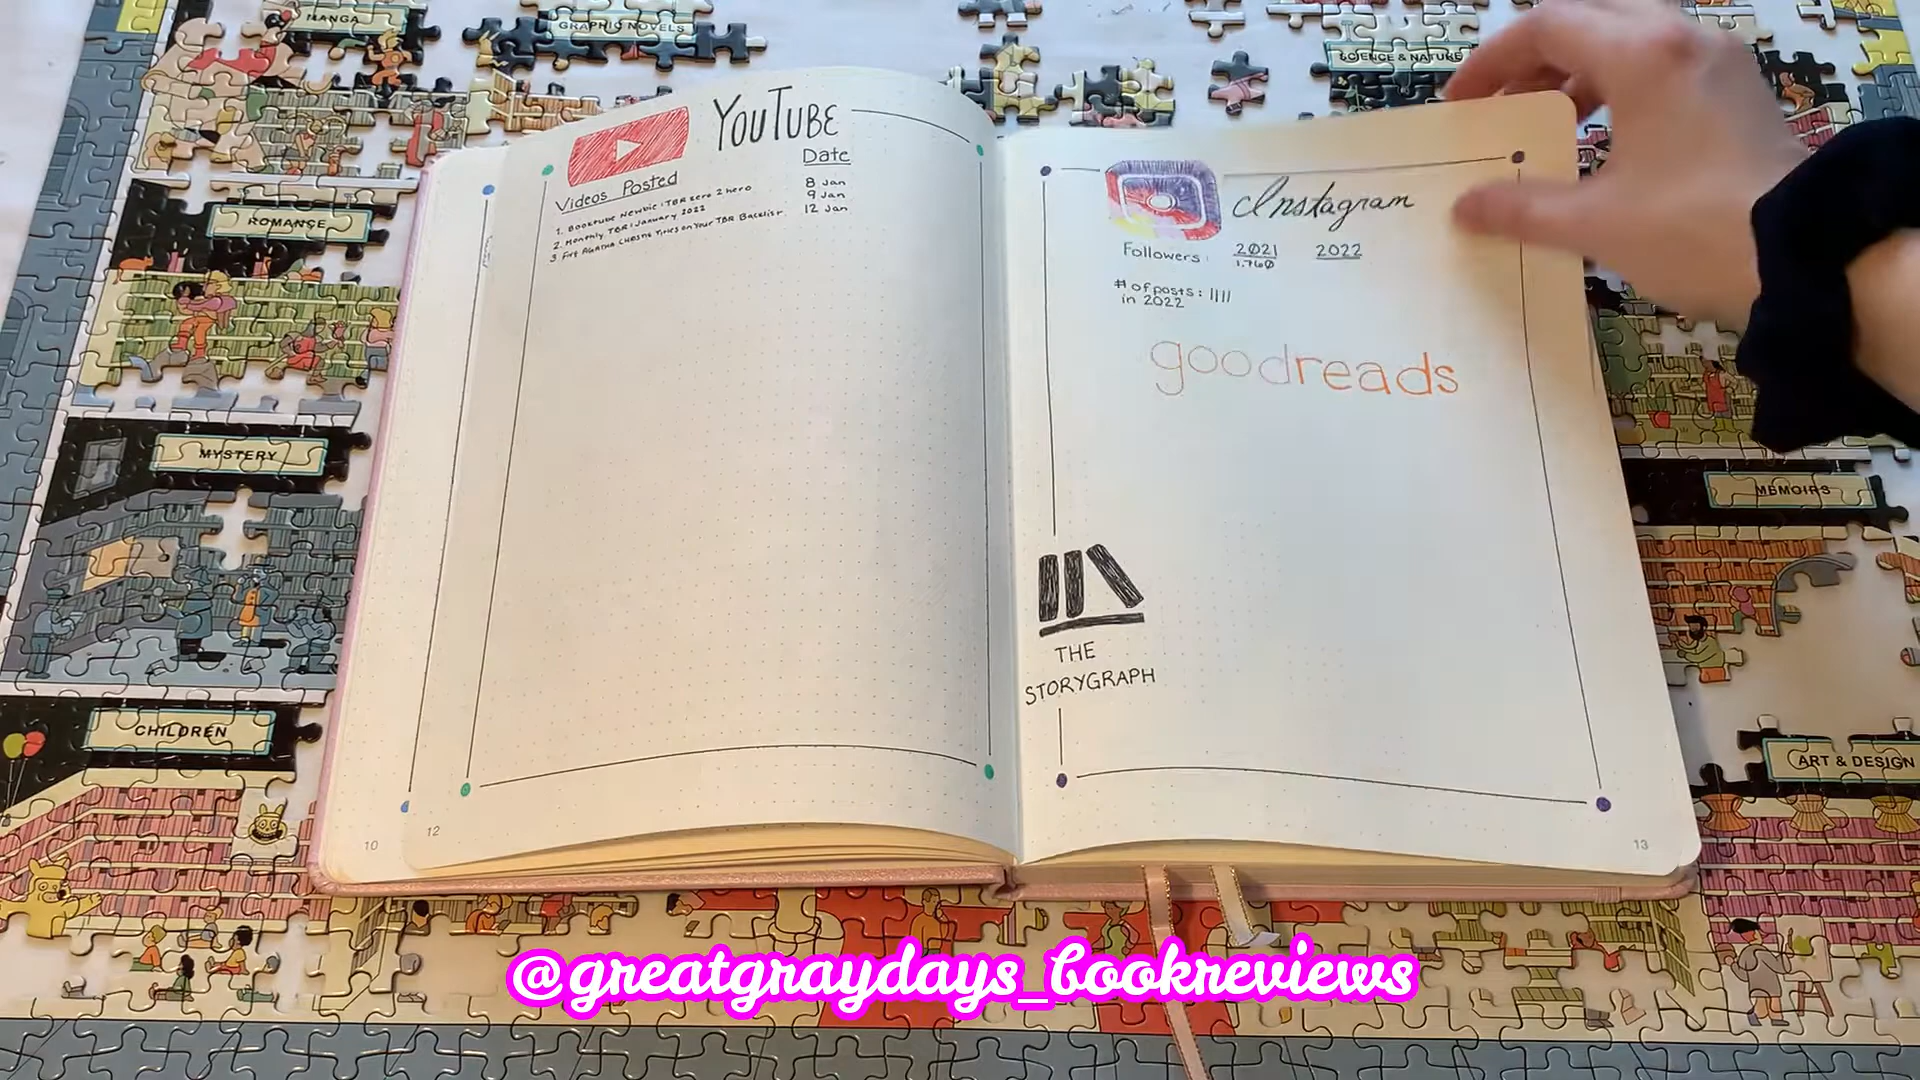 MANGA
GRAPHIC NOVELS
SCIENCE & NATURE
ROMANCE
MYSTERY
CHILDREN
YouTube
Videos Posted
Date
1. Booktube Newbie: TBR zero 2 hero
8 Jan
2. Monthly TBR: January 2022
9 Jan
3 Five Agatha Christie Titles on Your TBR Backlist.
12 Jan
10
12
Instagram
Followers:
2021
2022
1,760
# of posts: ||||
in 2022
goodreads
THE
STORYGRAPH
13
MEMOIRS
ART & DESIGN
@greatgraydays_bookreviews